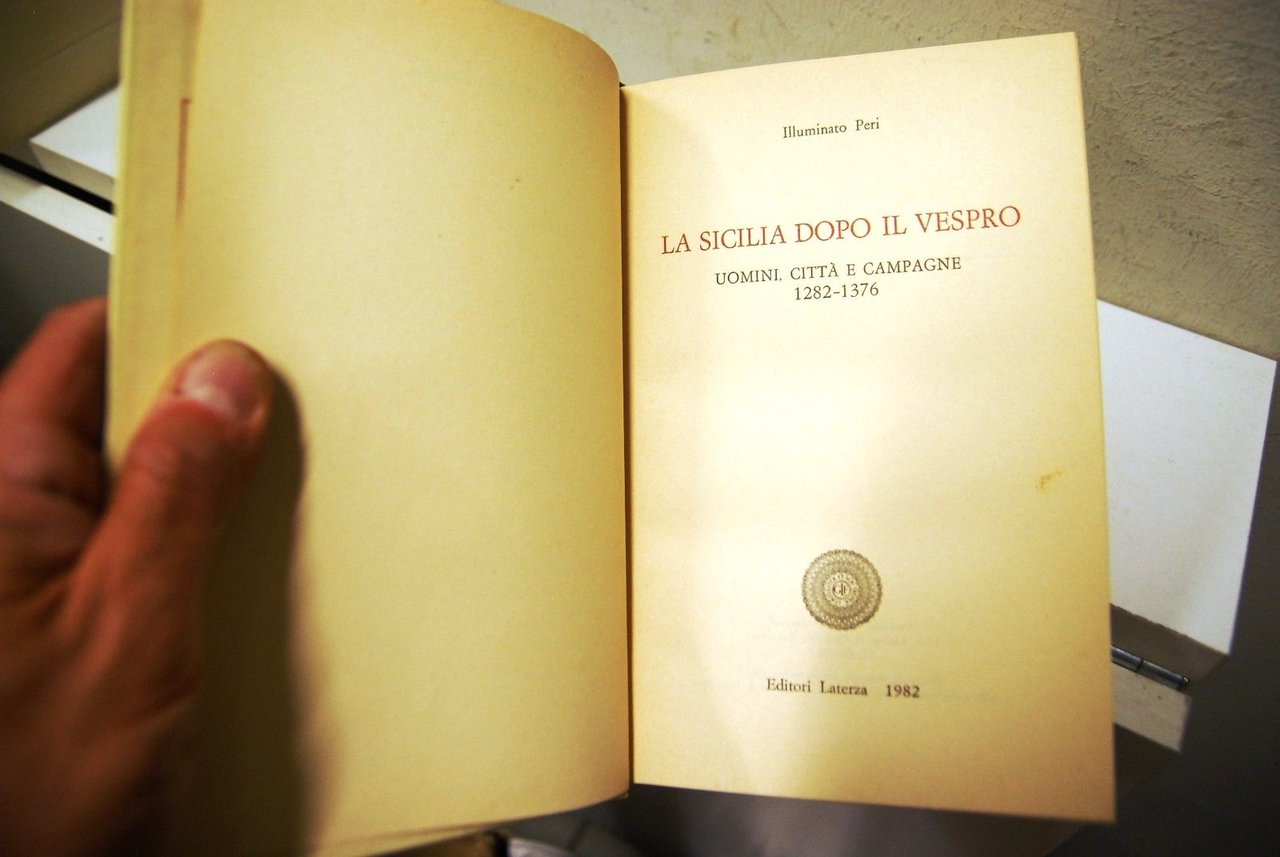 Illuminato Peri
LA SICILIA DOPO IL VESPRO
UOMINI, CITTÀ E CAMPAGNE
1282-1376
Editori Laterza 1982